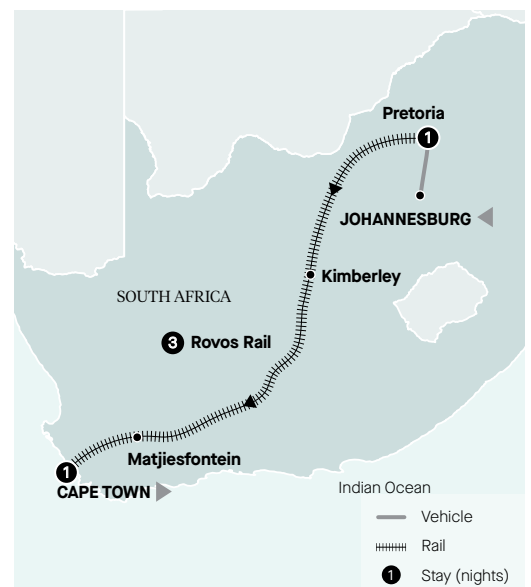 Pretoria
1
JOHANNESBURG
Kimberley
SOUTH AFRICA
3 Rovos Rail
Matjiesfontein
1
CAPE TOWN
Indian Ocean
Vehicle
Rail
1 Stay (nights)